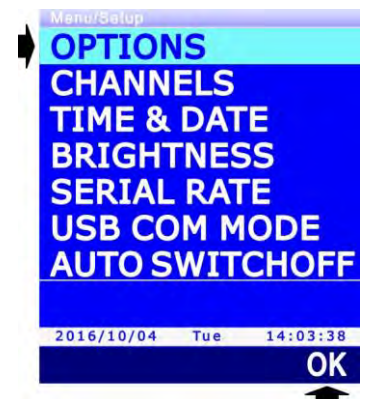 Menu/Setup
OPTIONS
CHANNELS
TIME & DATE
BRIGHTNESS
SERIAL RATE
USB COM MODE
AUTO SWITCHOFF
2016/10/04 Tue 14:03:38
OK